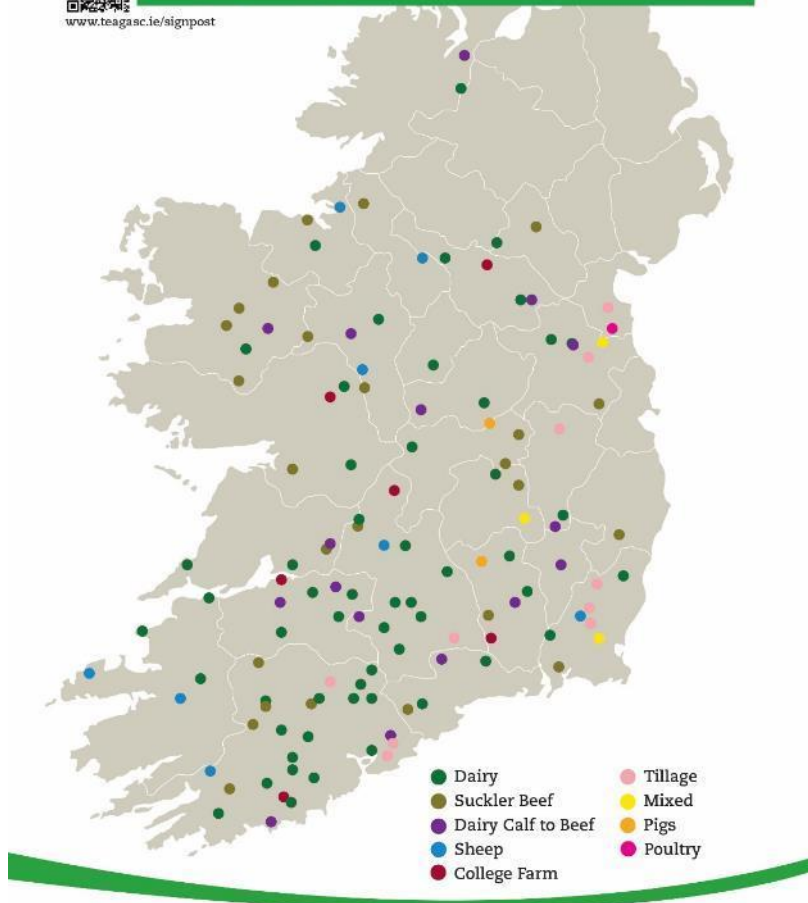 www.teagasc.ie/signpost
Dairy
Suckler Beef
Dairy Calf to Beef
Sheep
College Farm
Tillage
Mixed
Pigs
Poultry